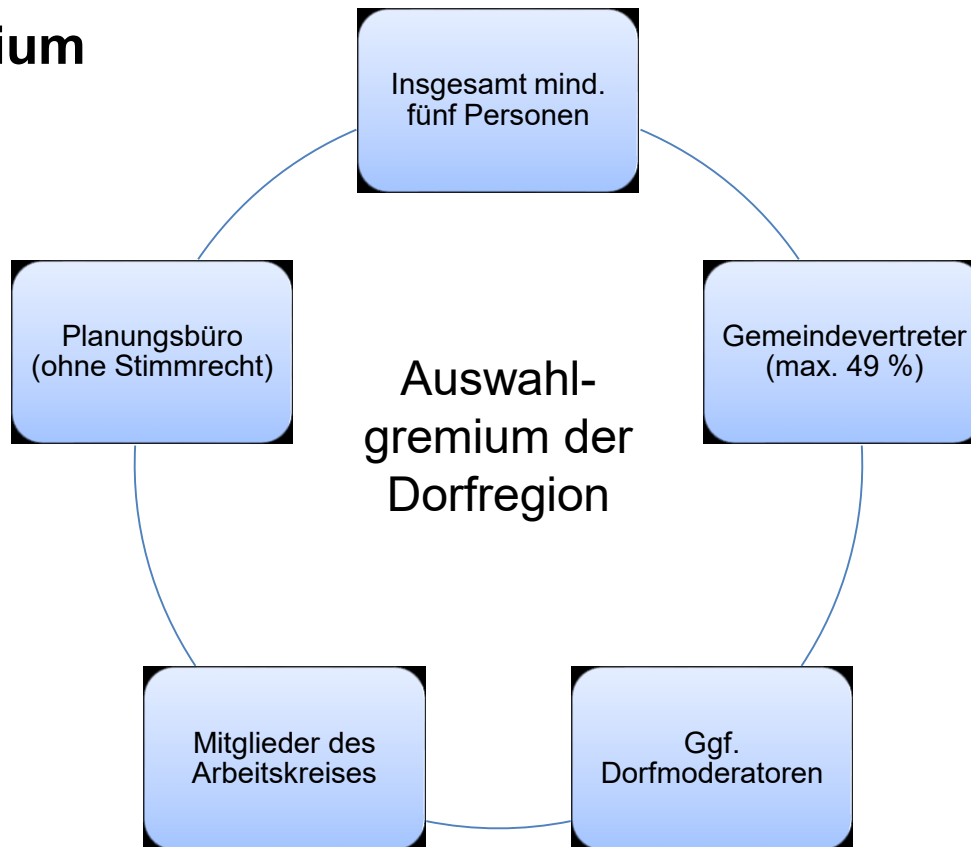 ium
Insgesamt mind.
fünf Personen
Gemeindevertreter
(max. 49 %)
Ggf.
Dorfmoderatoren
Mitglieder des
Arbeitskreises
Planungsbüro
(ohne Stimmrecht)
Auswahl-
gremium der
Dorfregion